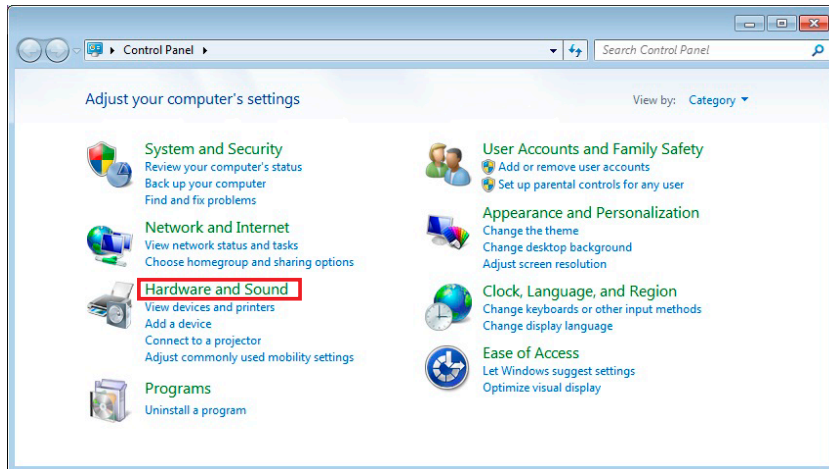 Control Panel
Search Control Panel
Adjust your computer's settings
View by: Category
System and Security
Review your computer's status
Back up your computer
Find and fix problems
Network and Internet
View network status and tasks
Choose homegroup and sharing options
Hardware and Sound
View devices and printers
Add a device
Connect to a projector
Adjust commonly used mobility settings
Programs
Uninstall a program
User Accounts and Family Safety
Add or remove user accounts
Set up parental controls for any user
Appearance and Personalization
Change the theme
Change desktop background
Adjust screen resolution
Clock, Language, and Region
Change keyboards or other input methods
Change display language
Ease of Access
Let Windows suggest settings
Optimize visual display